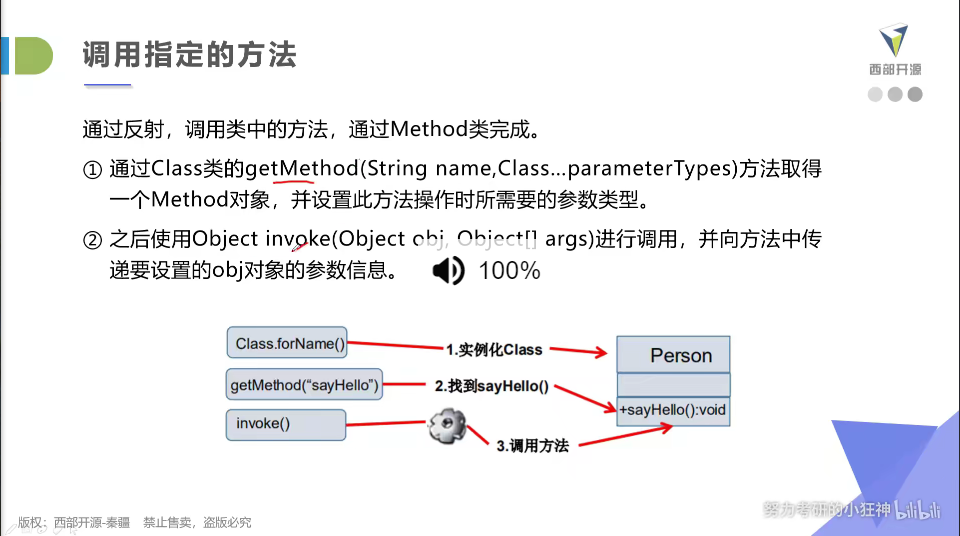 调用指定的方法
西部开源
通过反射，调用类中的方法，通过Method类完成。
① 通过Class类的getMethod(String name,Class...parameterTypes)方法取得
一个Method对象，并设置此方法操作时所需要的参数类型。
② 之后使用Object invoke(Object obj, Object[] args)进行调用，并向方法中传
递要设置的obj对象的参数信息。
100%
Class.forName()
1.实例化Class
Person
getMethod(“sayHello”)
2.找到sayHello()
+sayHello():void
invoke()
3.调用方法
努力考研的小狂神 bilibili
版权：西部开源-秦疆 禁止售卖，盗版必究